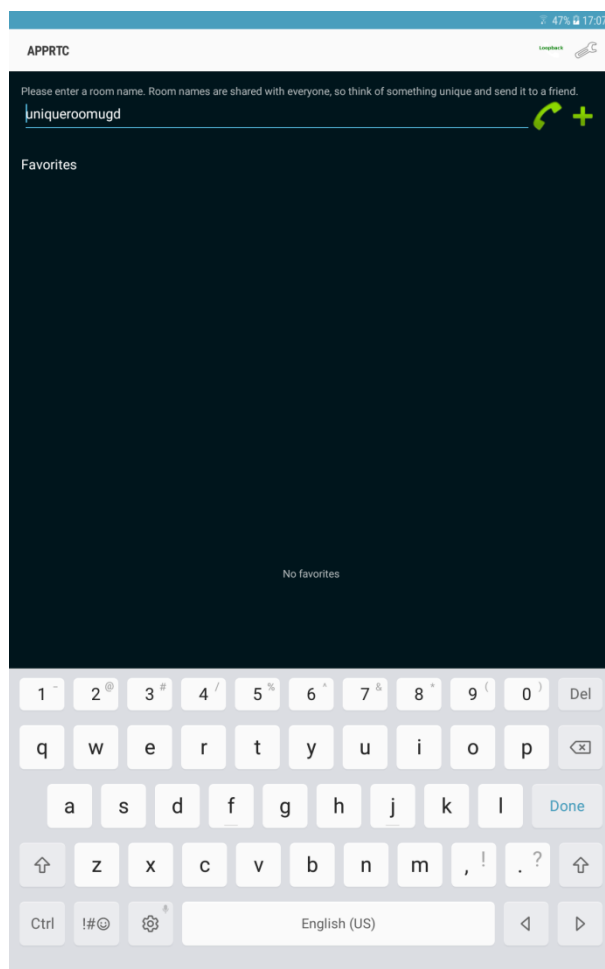 47% 17:07
APPRTC
Loopback
Please enter a room name. Room names are shared with everyone, so think of something unique and send it to a friend.
uniqueroomugd
Favorites
No favorites
1 - 2 @ 3 # 4 / 5 % 6 ^ 7 & 8 * 9 ( 0 ) Del
q w e r t y u i o p
a s d f g h j k l Done
z x c v b n m , ! . ?
Ctrl !#☺ English (US)